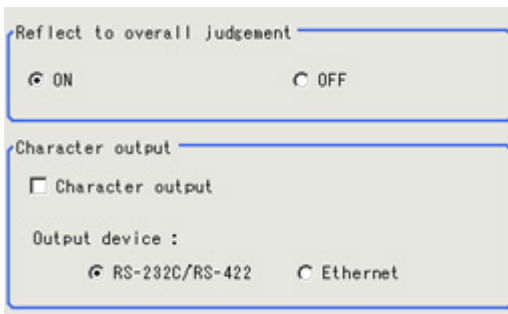 Reflect to overall judgement
ON OFF
Character output
Character output
Output device :
RS-232C/RS-422 Ethernet